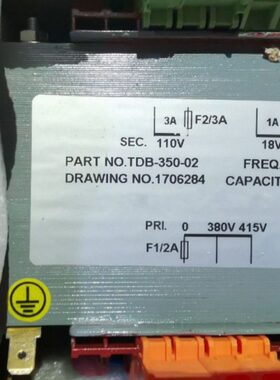 3A F2/3A 1A
SEC. 110V 18V
PART NO.TDB-350-02 FREQ
DRAWING NO.1706284 CAPACIT
PRI. 0 380V 415V
F1/2A